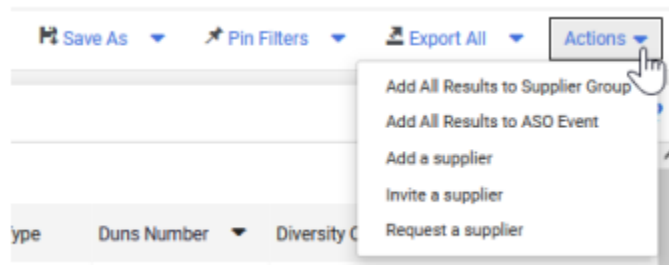 Save As
Pin Filters
Export All
Actions
Add All Results to Supplier Group
Add All Results to ASO Event
Add a supplier
Invite a supplier
Request a supplier
ype
Duns Number
Diversity C